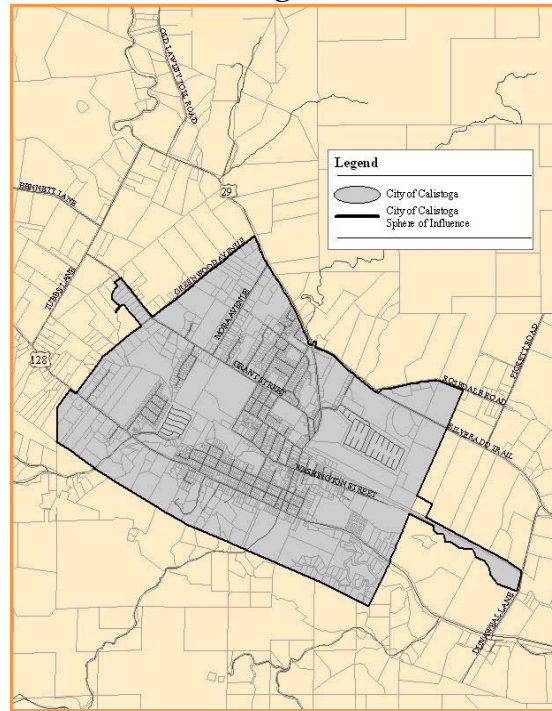 OLD LAWLEY TOLL ROAD
Legend
City of Calistoga
City of Calistoga
Sphere of Influence
BENNETT LANE
29
GREENWOOD AVENUE
TUBBS LANE
MORA AVENUE
PICKETT ROAD
128
GRANT STREET
ROSEDALE ROAD
SILVERADO TRAIL
WASHINGTON STREET
DUNAWEAL LANE